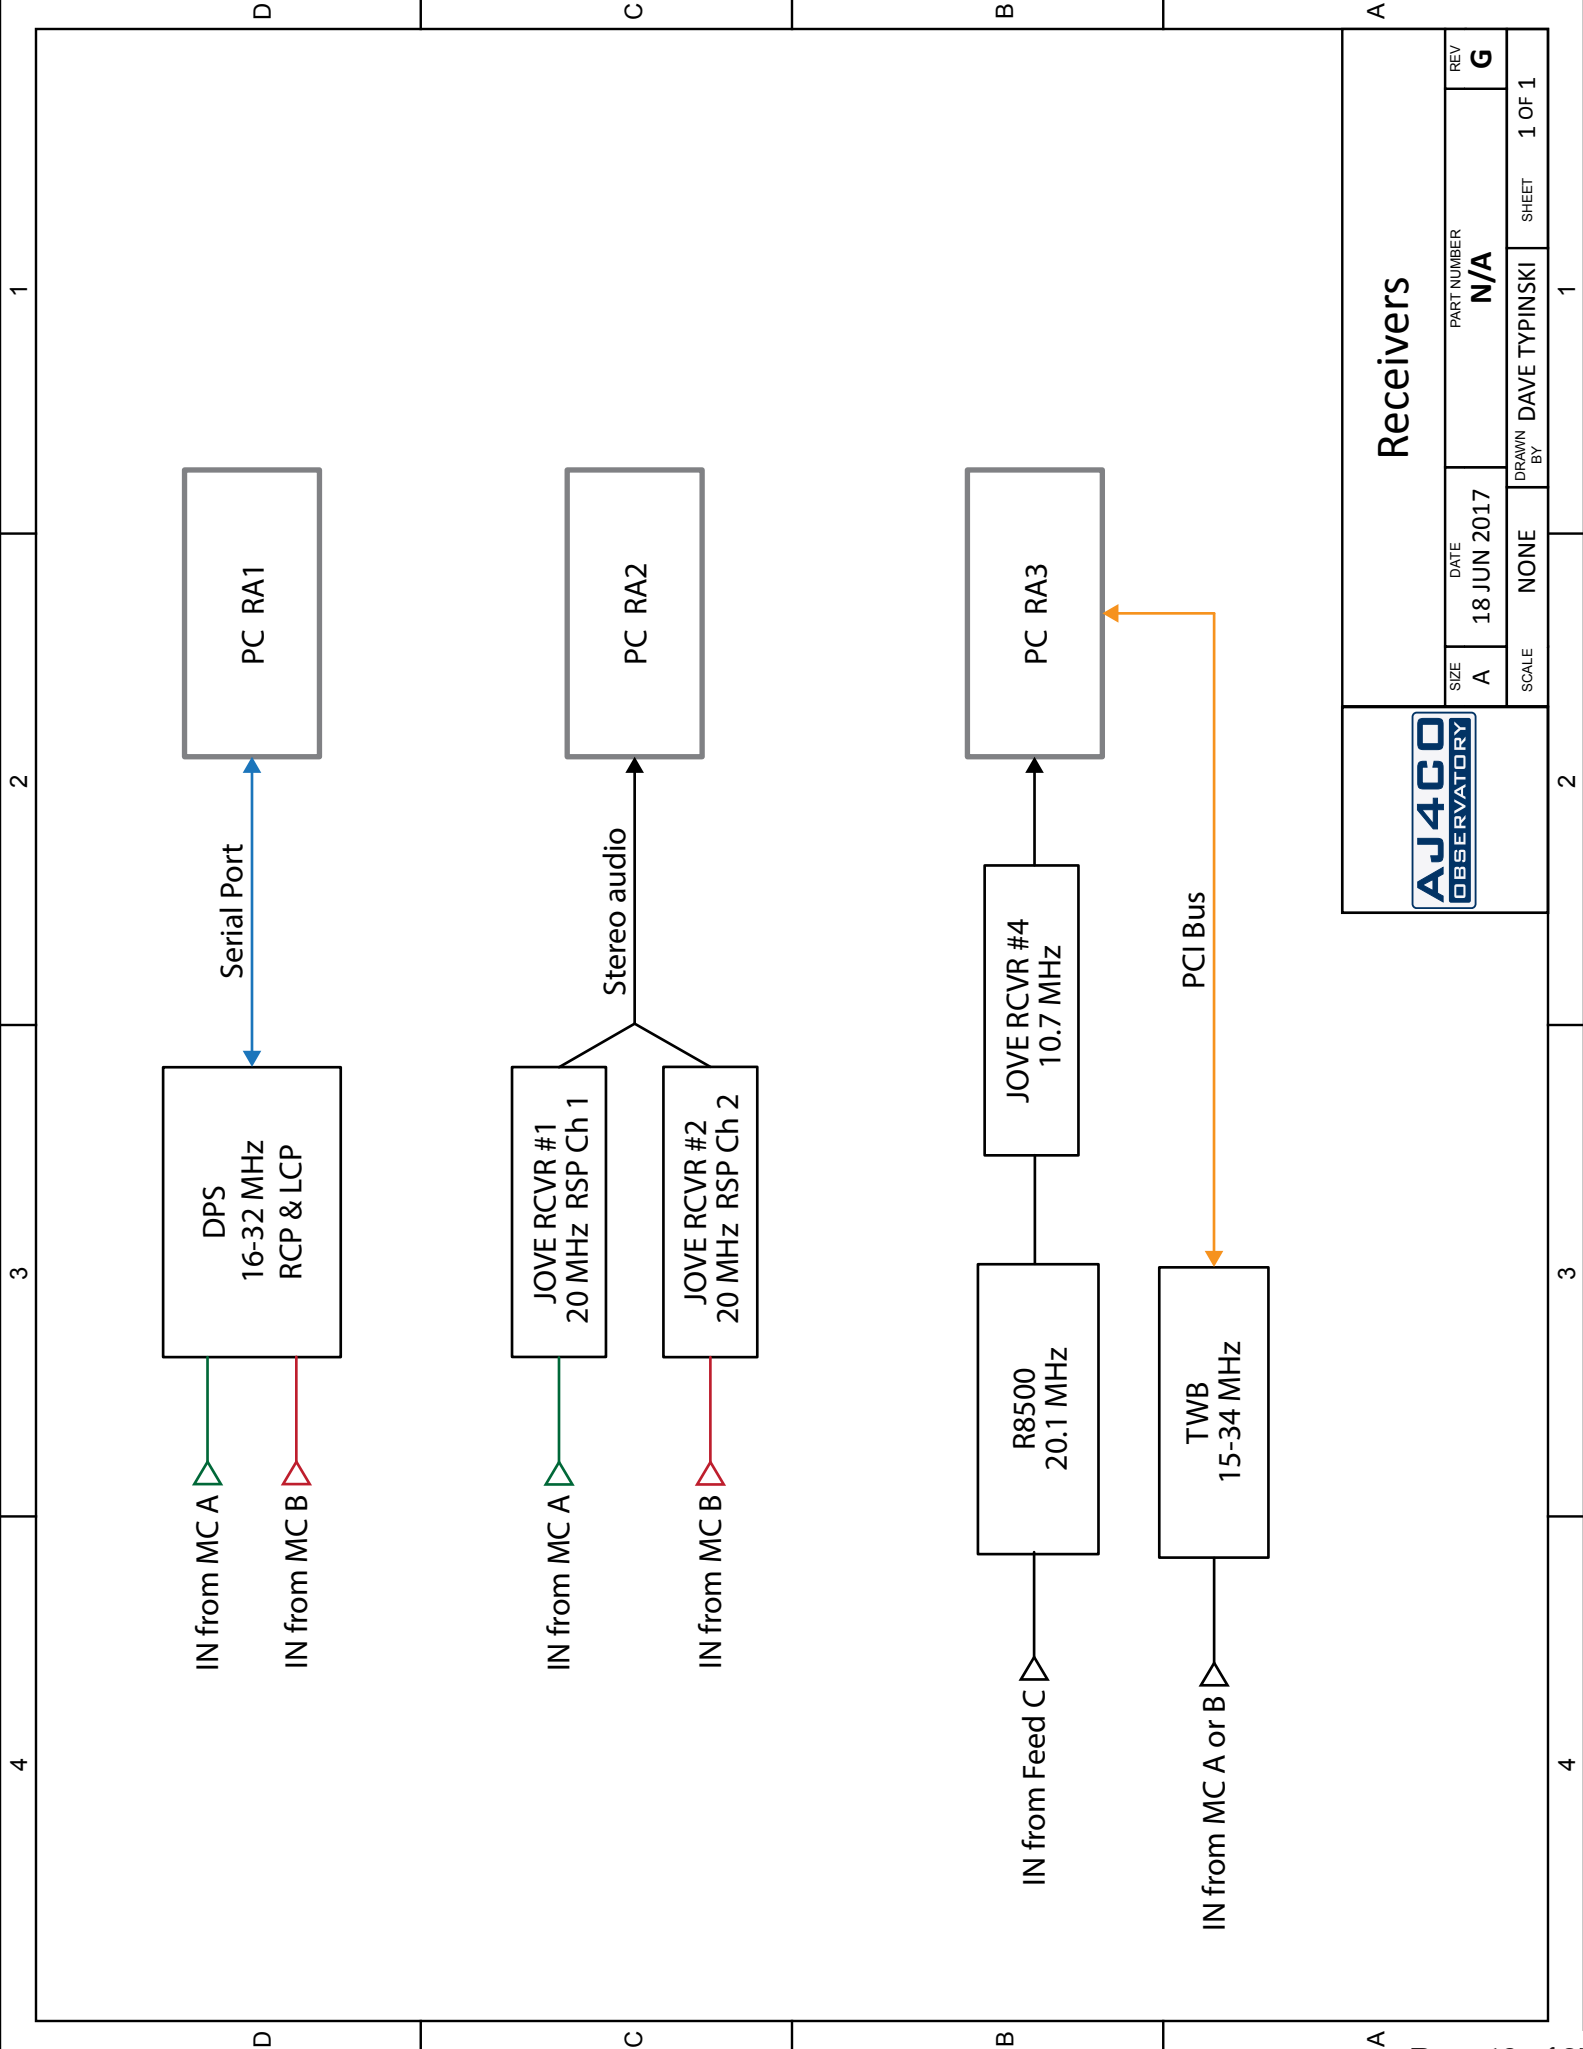 4
3
2
1
D
D
IN from MC A
IN from MC B
DPS
16-32 MHz
RCP & LCP
Serial Port
PC RA1
C
C
IN from MC A
IN from MC B
JOVE RCVR #1
20 MHz RSP Ch 1
JOVE RCVR #2
20 MHz RSP Ch 2
Stereo audio
PC RA2
B
B
IN from Feed C
R8500
20.1 MHz
JOVE RCVR #4
10.7 MHz
PC RA3
IN from MC A or B
TWB
15-34 MHz
PCI Bus
A
A
AJ4CO
OBSERVATORY
Receivers
SIZE
A
DATE
18 JUN 2017
PART NUMBER
N/A
REV
G
SCALE
NONE
DRAWN
BY
DAVE TYPINSKI
SHEET
1 OF 1
4
3
2
1